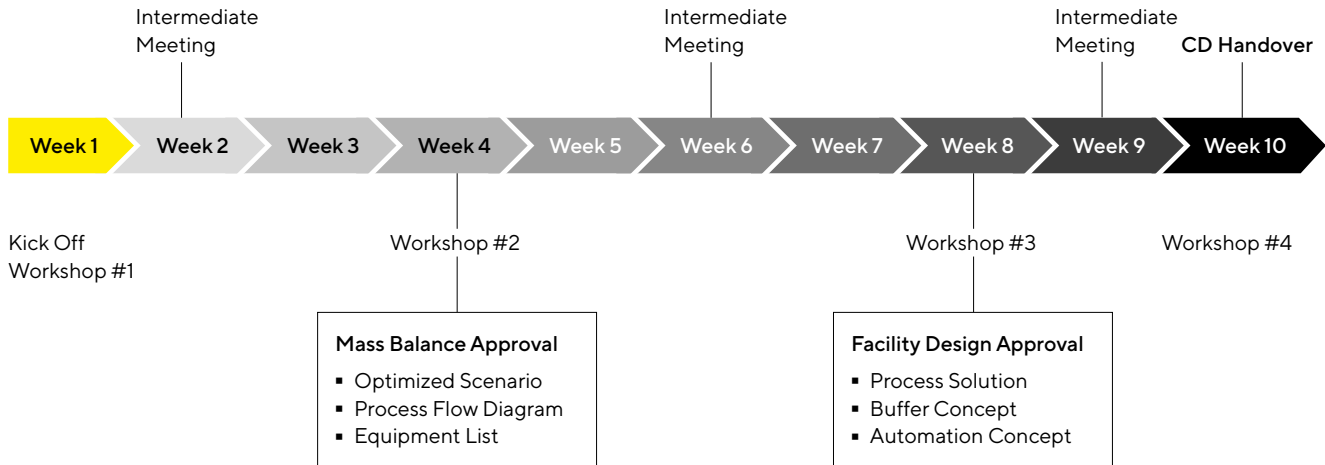 Intermediate
Meeting
Intermediate
Meeting
Intermediate
Meeting
CD Handover
Week 1
Week 2
Week 3
Week 4
Week 5
Week 6
Week 7
Week 8
Week 9
Week 10
Kick Off
Workshop #1
Workshop #2
Workshop #3
Workshop #4
Mass Balance Approval
▪ Optimized Scenario
▪ Process Flow Diagram
▪ Equipment List
Facility Design Approval
▪ Process Solution
▪ Buffer Concept
▪ Automation Concept